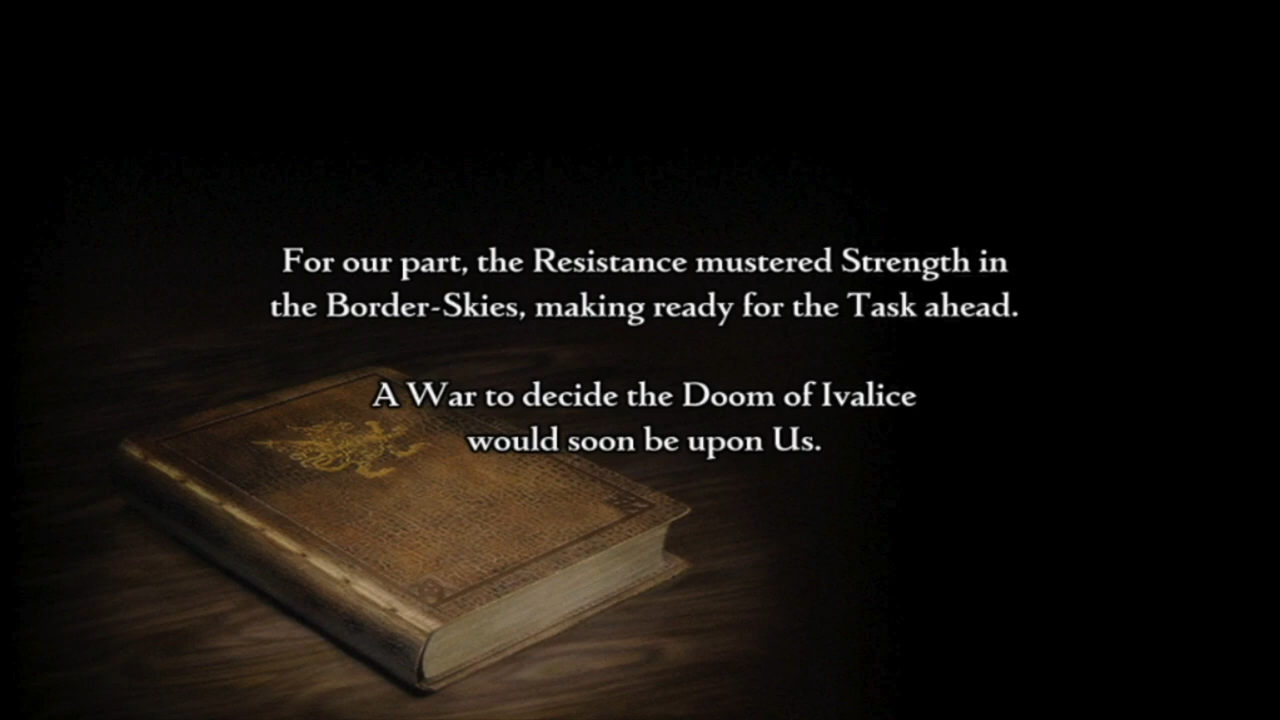 For our part, the Resistance mustered Strength in
the Border-Skies, making ready for the Task ahead.
A War to decide the Doom of Ivalice
would soon be upon Us.